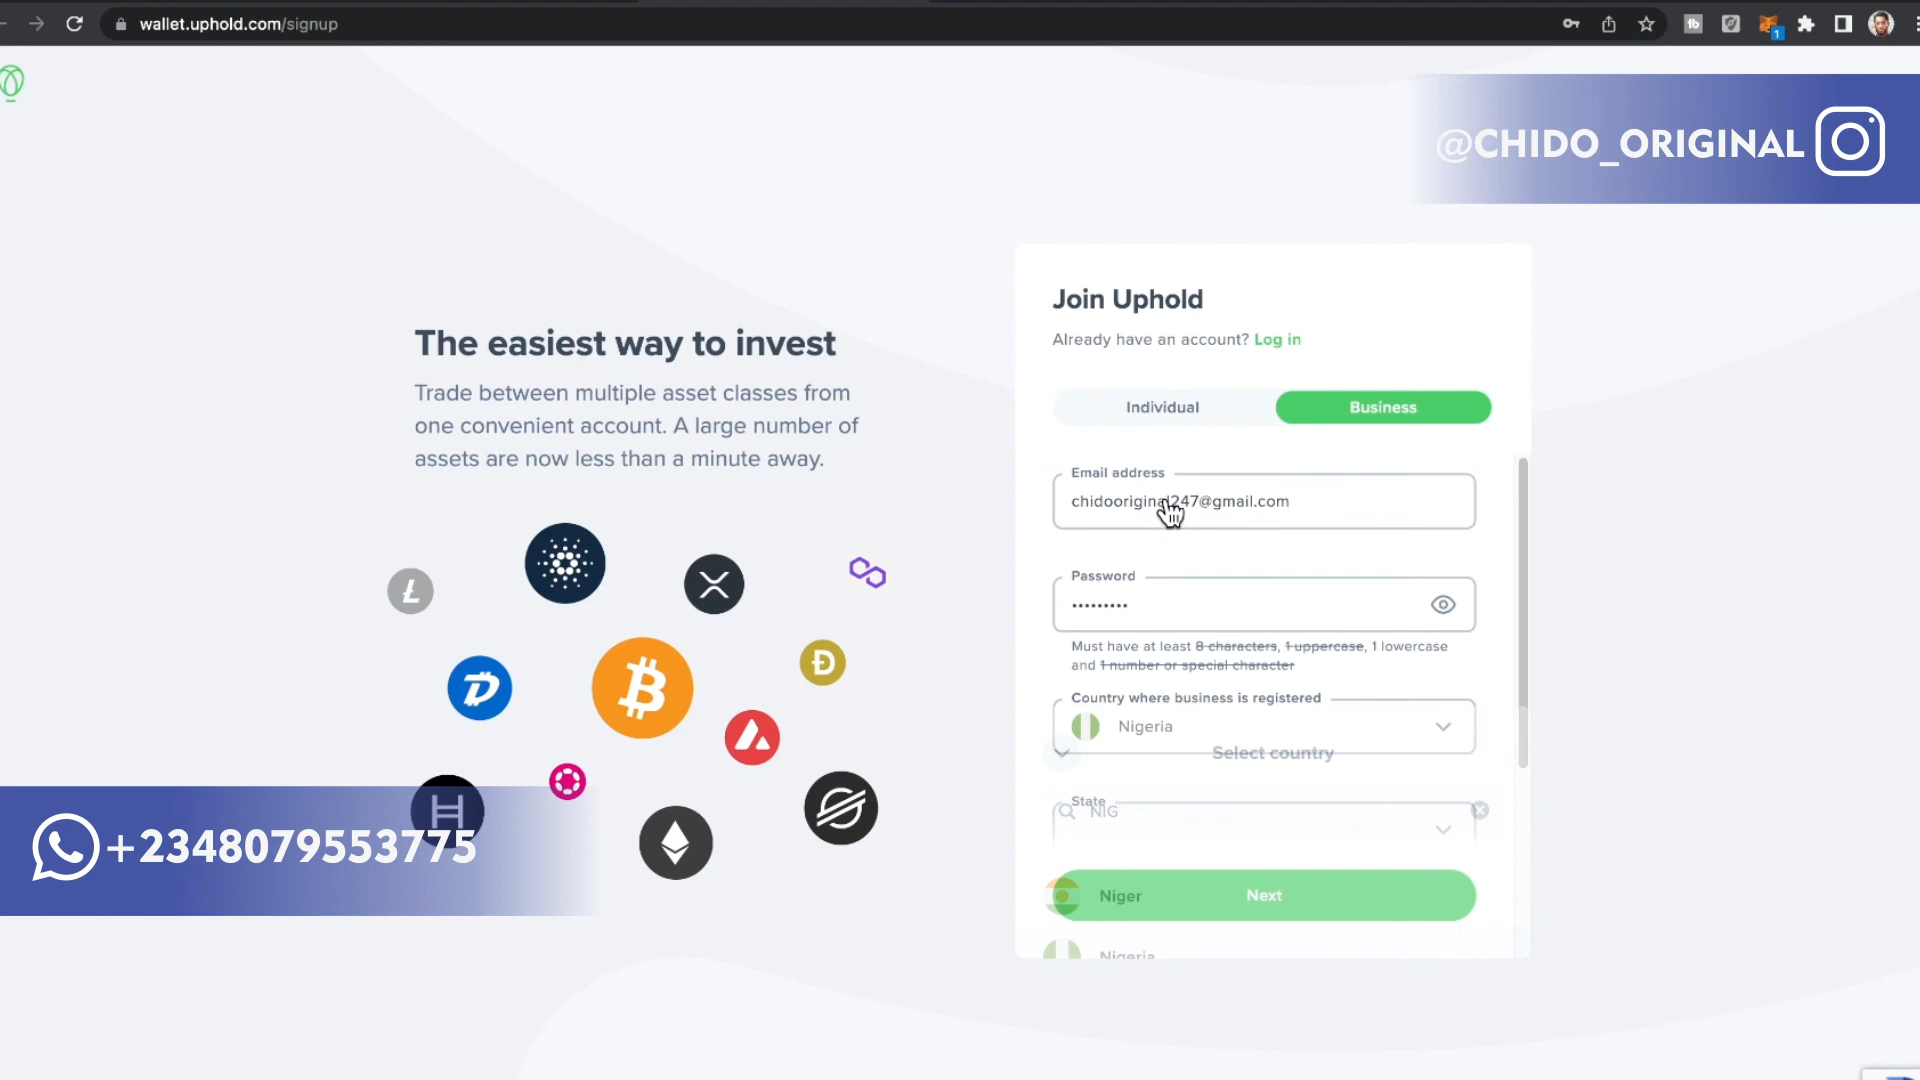 wallet.uphold.com/signup
1
@CHIDO_ORIGINAL
Join Uphold
Already have an account? Log in
Individual
Business
The easiest way to invest
Trade between multiple asset classes from
one convenient account. A large number of
assets are now less than a minute away.
Email address
chidooriginal247@gmail.com
Password
•••••••••
Must have at least 8 characters, 1 uppercase, 1 lowercase
and 1 number or special character
Country where business is registered
Nigeria
Select country
State
NIG
Niger
Next
Nigeria
+2348079553775